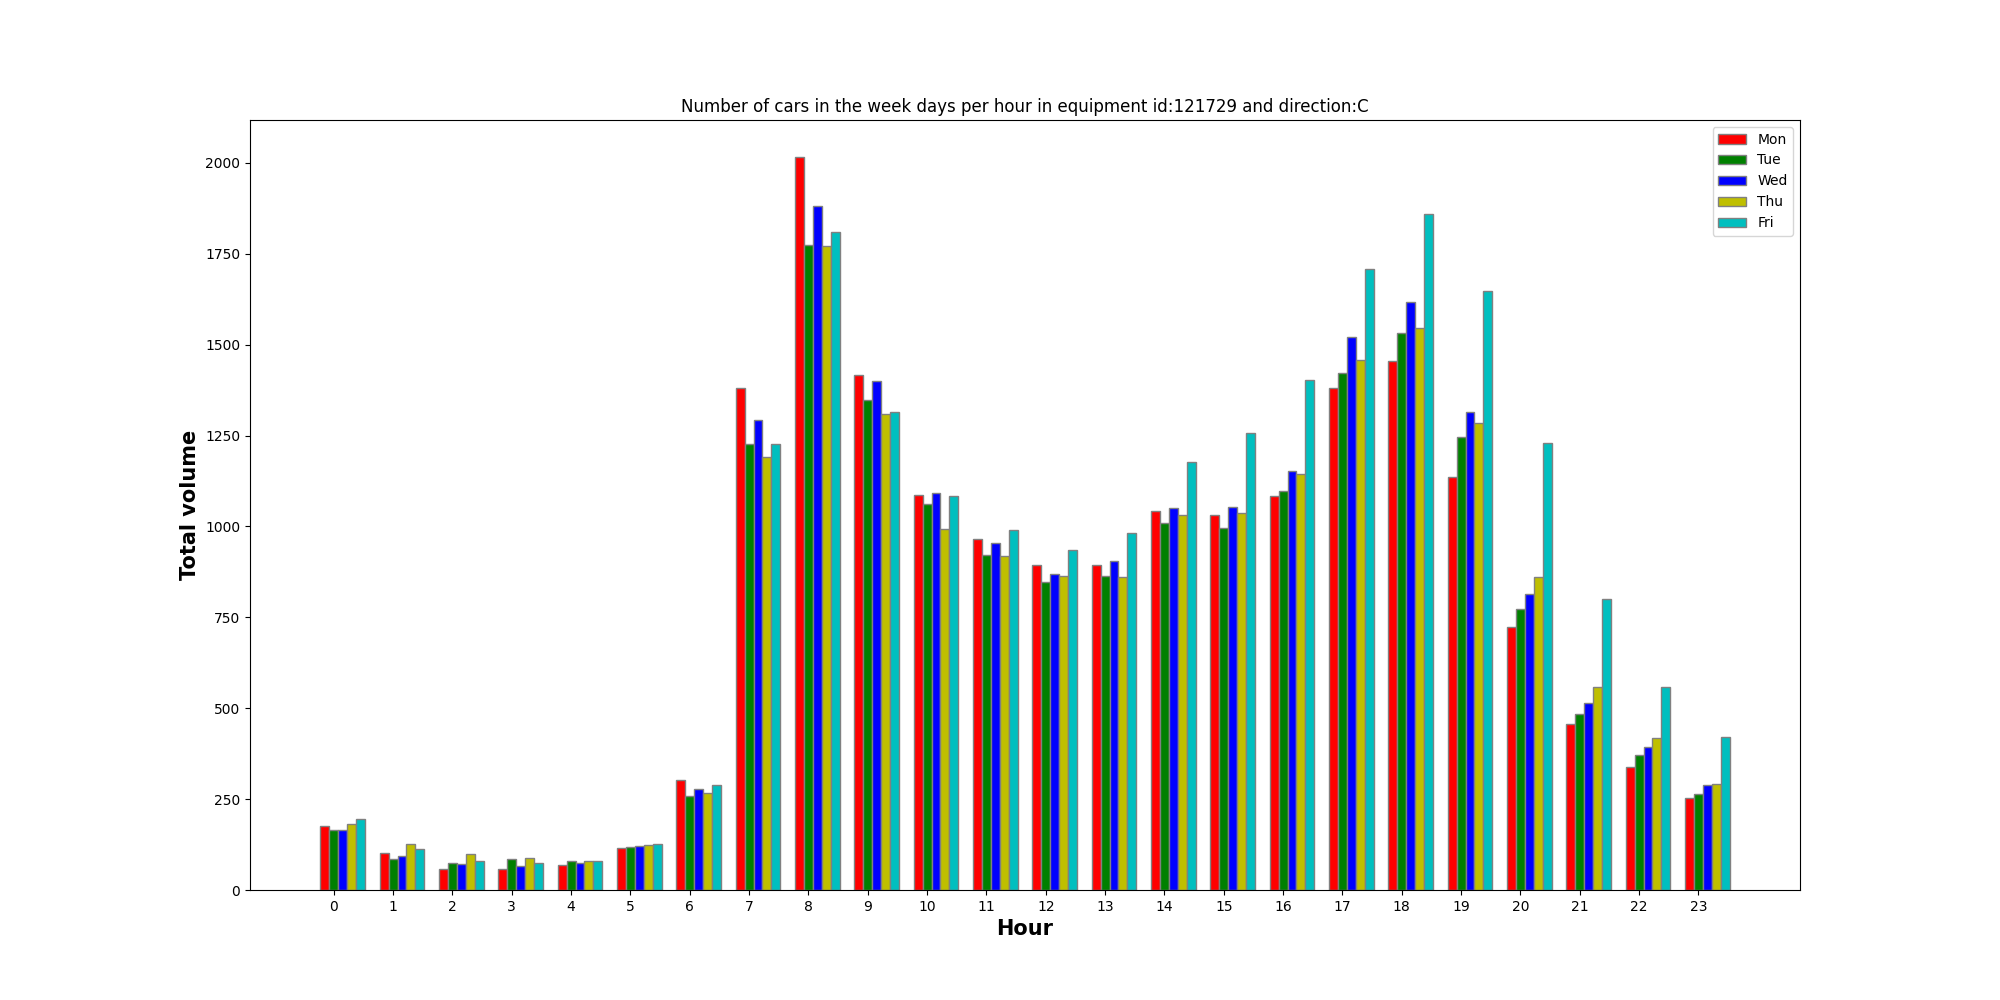 Number of cars in the week days per hour in equipment id:121729 and direction:C
Mon
Tue
Wed
Thu
Fri
Total volume
2000
1750
1500
1250
1000
750
500
250
0
0 1 2 3 4 5 6 7 8 9 10 11 12 13 14 15 16 17 18 19 20 21 22 23
Hour